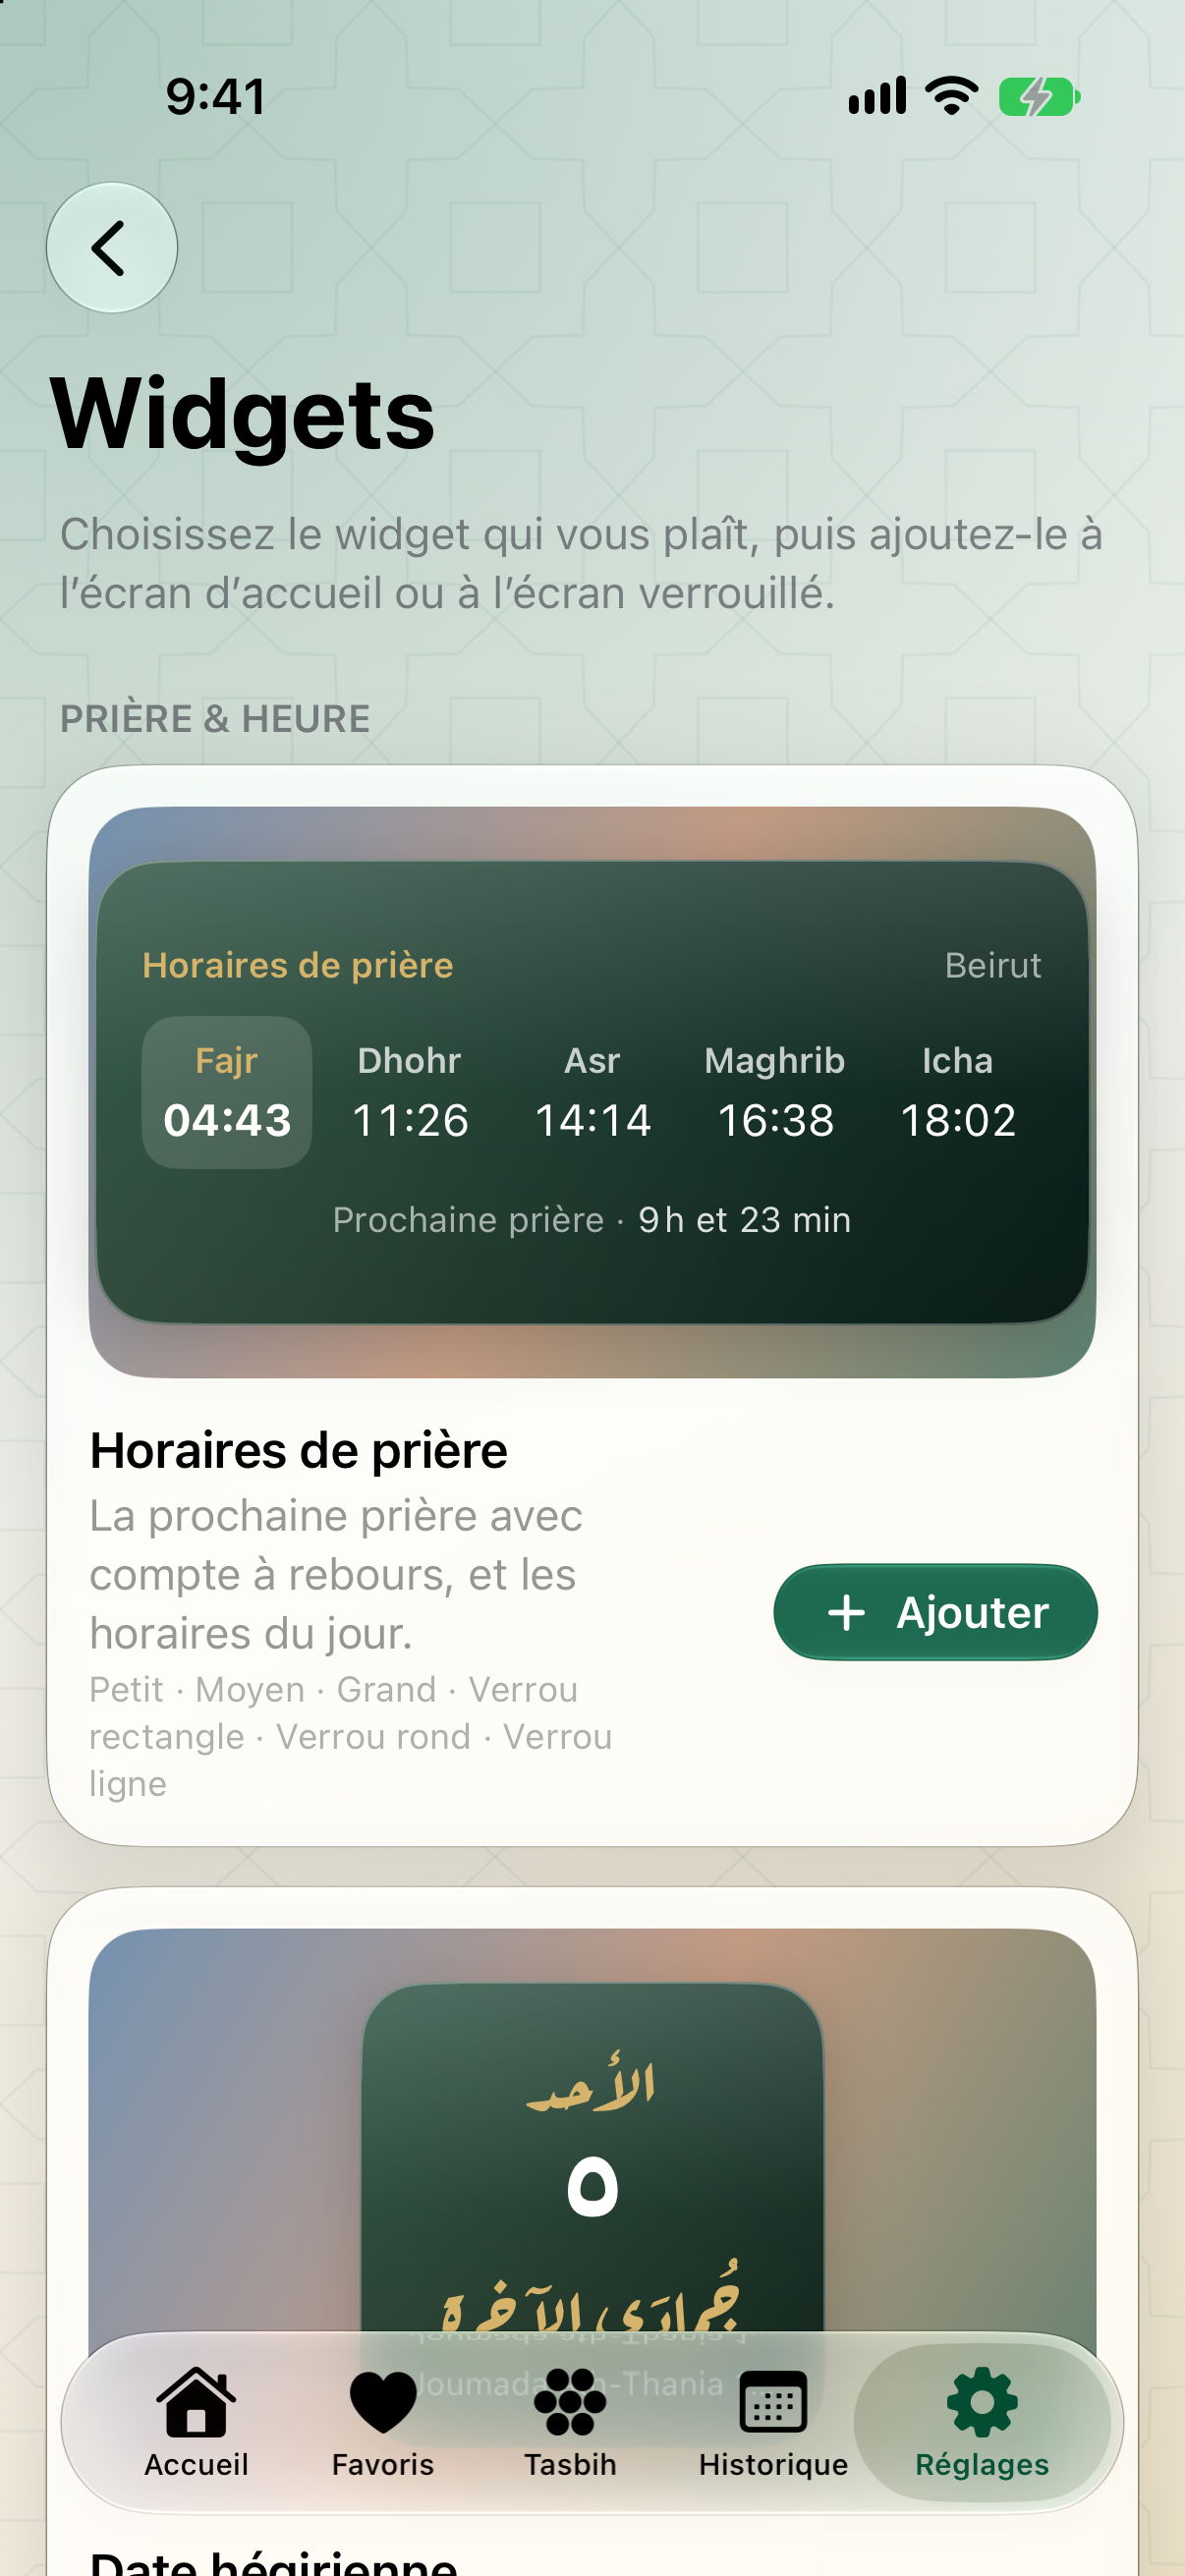 9:41
Widgets
Choisissez le widget qui vous plaît, puis ajoutez-le à
l’écran d’accueil ou à l’écran verrouillé.
PRIÈRE & HEURE
Horaires de prière
Beirut
Fajr Dhohr Asr Maghrib Icha
04:43 11:26 14:14 16:38 18:02
Prochaine prière · 9 h et 23 min
Horaires de prière
La prochaine prière avec
compte à rebours, et les
horaires du jour.
Petit · Moyen · Grand · Verrou
rectangle · Verrou rond · Verrou
ligne
+ Ajouter
الأحد
٥
جُمادَى الآخرة
Accueil Favoris Tasbih Historique Réglages
Date hégirienne